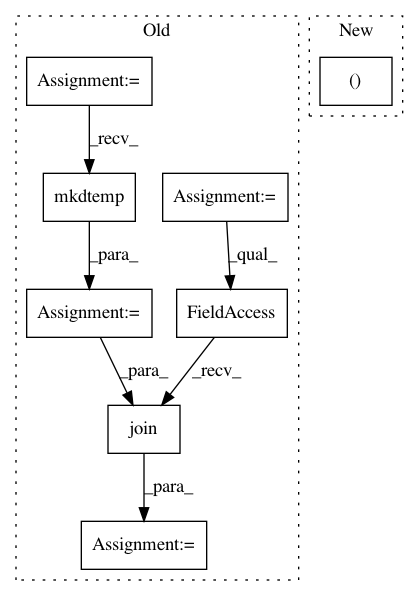 Old
New
Assignment:=
()
_recv_
mkdtemp
Assignment:=
_para_
_qual_
Assignment:=
FieldAccess
_para_
_recv_
join
_para_
Assignment:=